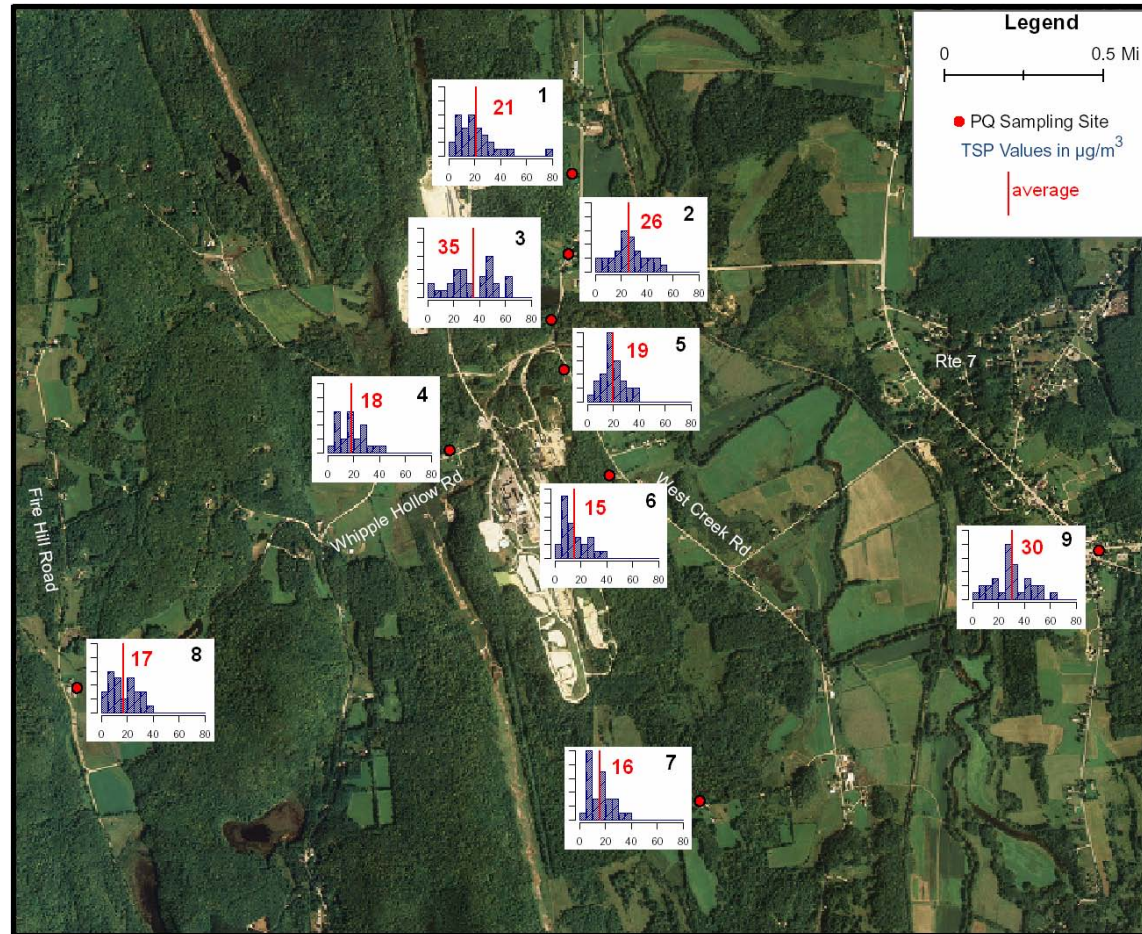 Legend
0 0.5 Mi
PQ Sampling Site
TSP Values in µg/m³
average
1
21
0 20 40 60 80
2
26
0 20 40 60 80
3
35
0 20 40 60 80
5
19
0 20 40 60 80
Rte 7
4
18
0 20 40 60 80
Fire Hill Road
Whipple Hollow Rd
West Creek Rd
6
15
0 20 40 60 80
9
30
0 20 40 60 80
8
17
0 20 40 60 80
7
16
0 20 40 60 80